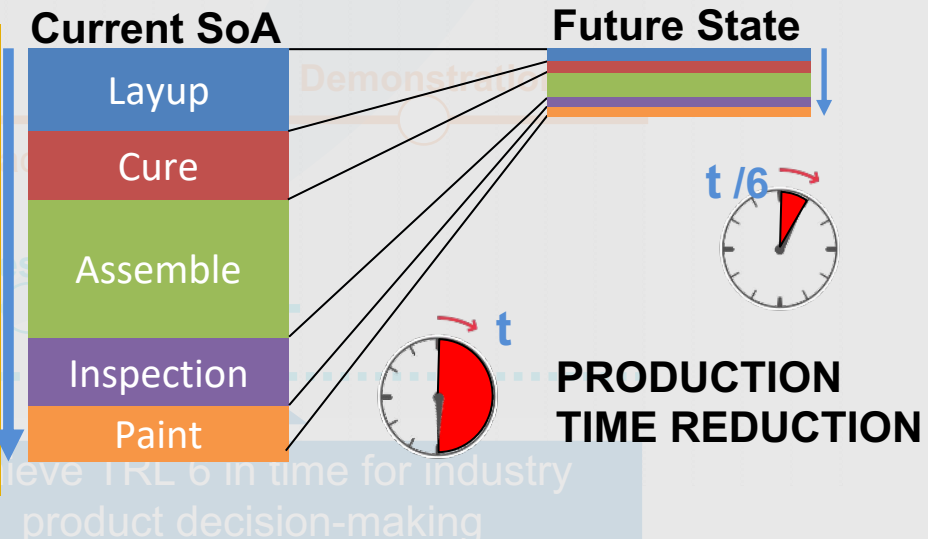 Current SoA
Future State
Layup
Demonstration
Cure
t /6
Assemble
t
Inspection
PRODUCTION
TIME REDUCTION
Paint
ieve TRL 6 in time for industry
product decision-making